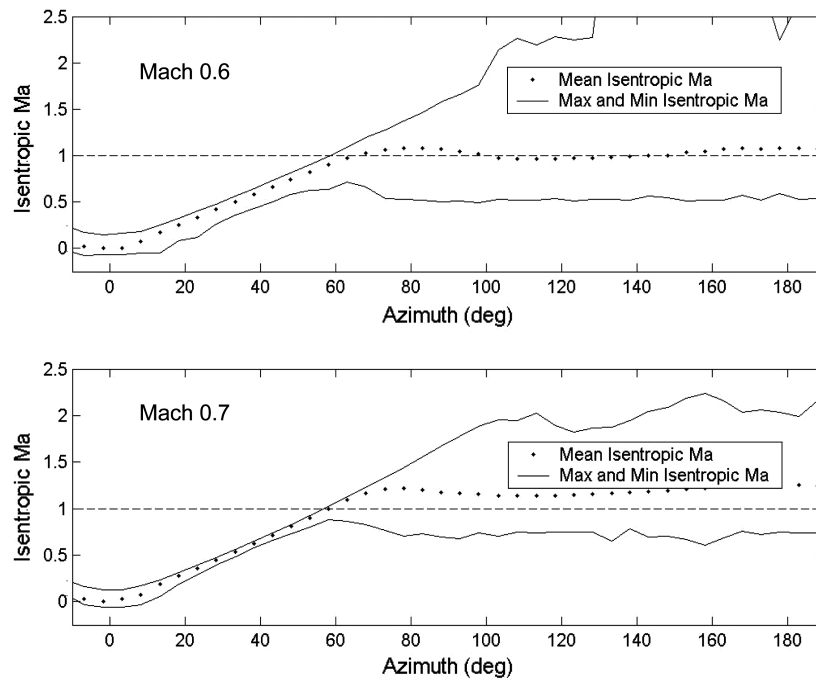 2.5
Mach 0.6
2
Mean Isentropic Ma
Max and Min Isentropic Ma
1.5
1
0.5
0
Isentropic Ma
0 20 40 60 80 100 120 140 160 180
Azimuth (deg)
2.5
Mach 0.7
2
Mean Isentropic Ma
Max and Min Isentropic Ma
1.5
1
0.5
0
Isentropic Ma
0 20 40 60 80 100 120 140 160 180
Azimuth (deg)